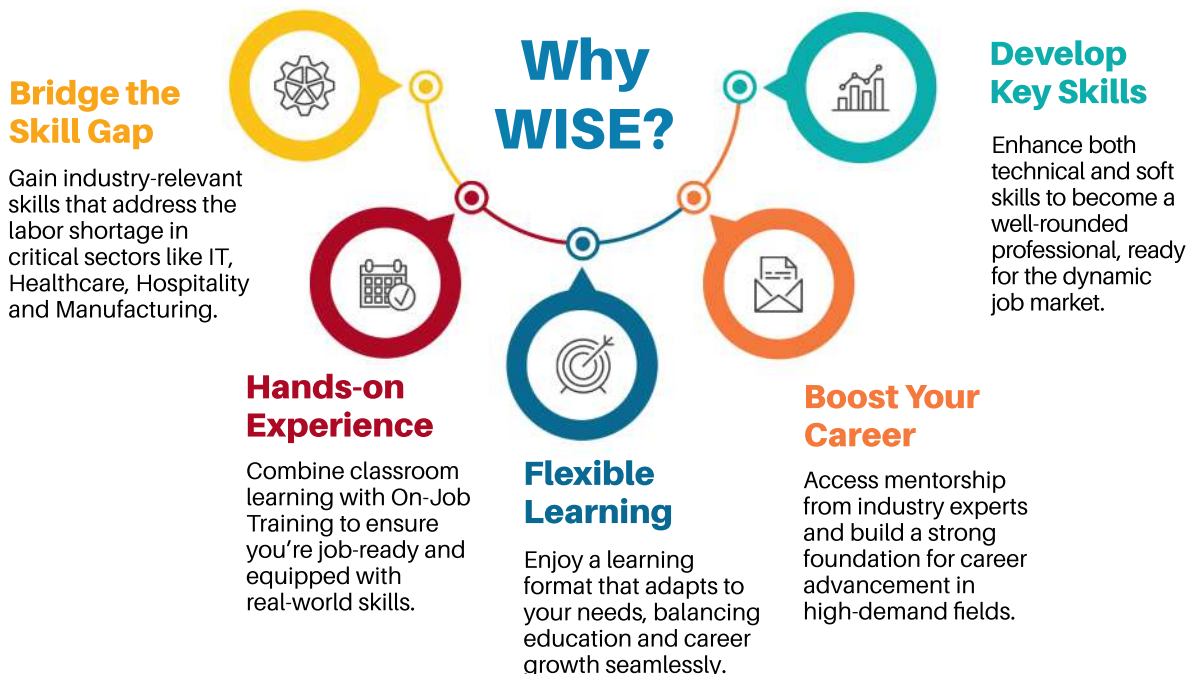 Why
WISE?
Bridge the
Skill Gap
Gain industry-relevant
skills that address the
labor shortage in
critical sectors like IT,
Healthcare, Hospitality
and Manufacturing.
Hands-on
Experience
Combine classroom
learning with On-Job
Training to ensure
you’re job-ready and
equipped with
real-world skills.
Flexible
Learning
Enjoy a learning
format that adapts to
your needs, balancing
education and career
growth seamlessly.
Boost Your
Career
Access mentorship
from industry experts
and build a strong
foundation for career
advancement in
high-demand fields.
Develop
Key Skills
Enhance both
technical and soft
skills to become a
well-rounded
professional, ready
for the dynamic
job market.